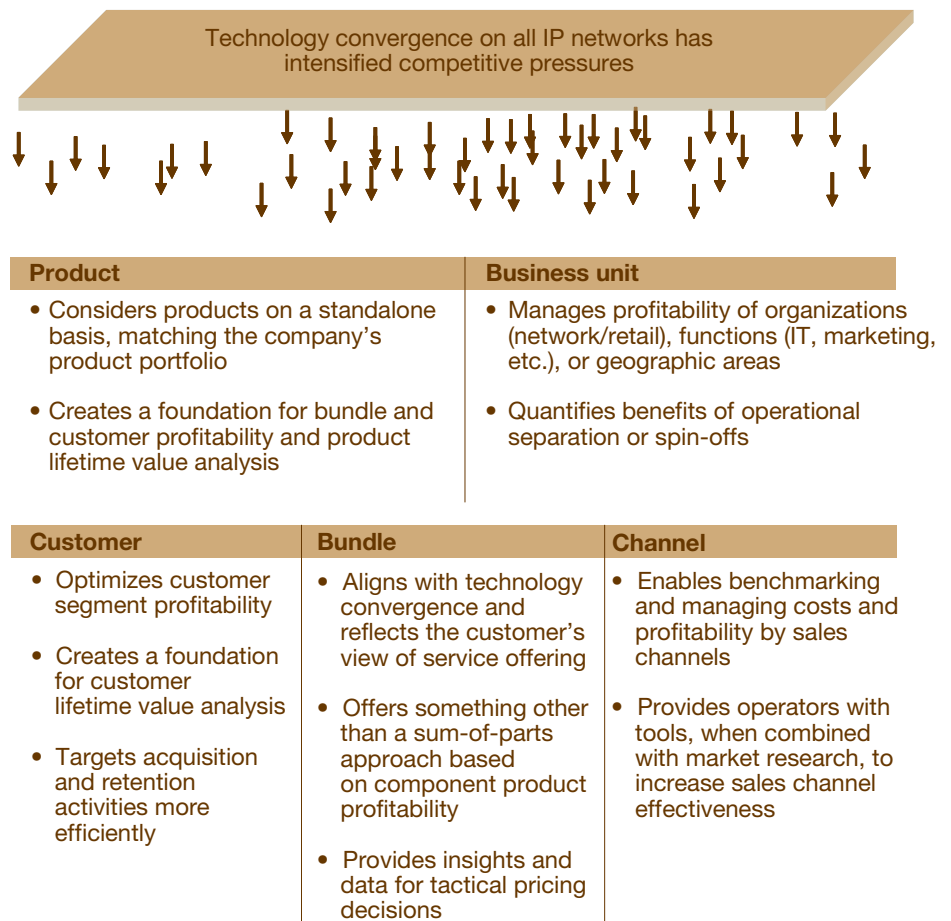 Technology convergence on all IP networks has
intensified competitive pressures
Product
• Considers products on a standalone
basis, matching the company's
product portfolio
• Creates a foundation for bundle and
customer profitability and product
lifetime value analysis
Business unit
• Manages profitability of organizations
(network/retail), functions (IT, marketing,
etc.), or geographic areas
• Quantifies benefits of operational
separation or spin-offs
Customer
• Optimizes customer
segment profitability
• Creates a foundation
for customer
lifetime value analysis
• Targets acquisition
and retention
activities more
efficiently
Bundle
• Aligns with technology
convergence and
reflects the customer's
view of service offering
• Offers something other
than a sum-of-parts
approach based
on component product
profitability
• Provides insights and
data for tactical pricing
decisions
Channel
• Enables benchmarking
and managing costs and
profitability by sales
channels
• Provides operators with
tools, when combined
with market research, to
increase sales channel
effectiveness